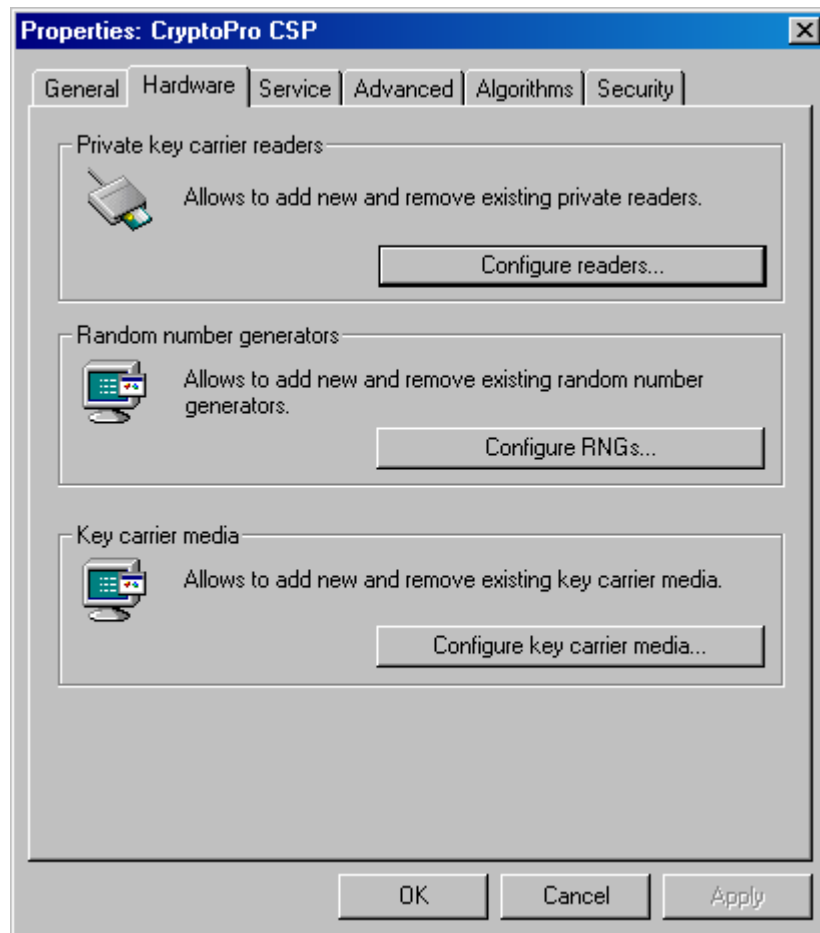 Properties: CryptoPro CSP
General Hardware Service Advanced Algorithms Security
Private key carrier readers
Allows to add new and remove existing private readers.
Configure readers...
Random number generators
Allows to add new and remove existing random number
generators.
Configure RNGs...
Key carrier media
Allows to add new and remove existing key carrier media.
Configure key carrier media...
OK Cancel Apply